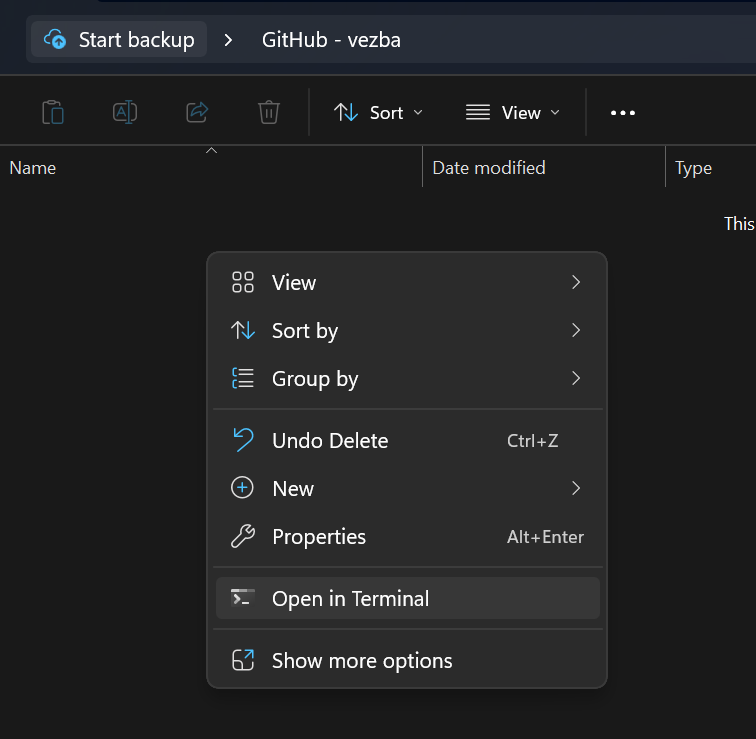 Start backup > GitHub - vezba
Sort View
Name Date modified Type
This
View
Sort by
Group by
Undo Delete Ctrl+Z
New
Properties Alt+Enter
Open in Terminal
Show more options